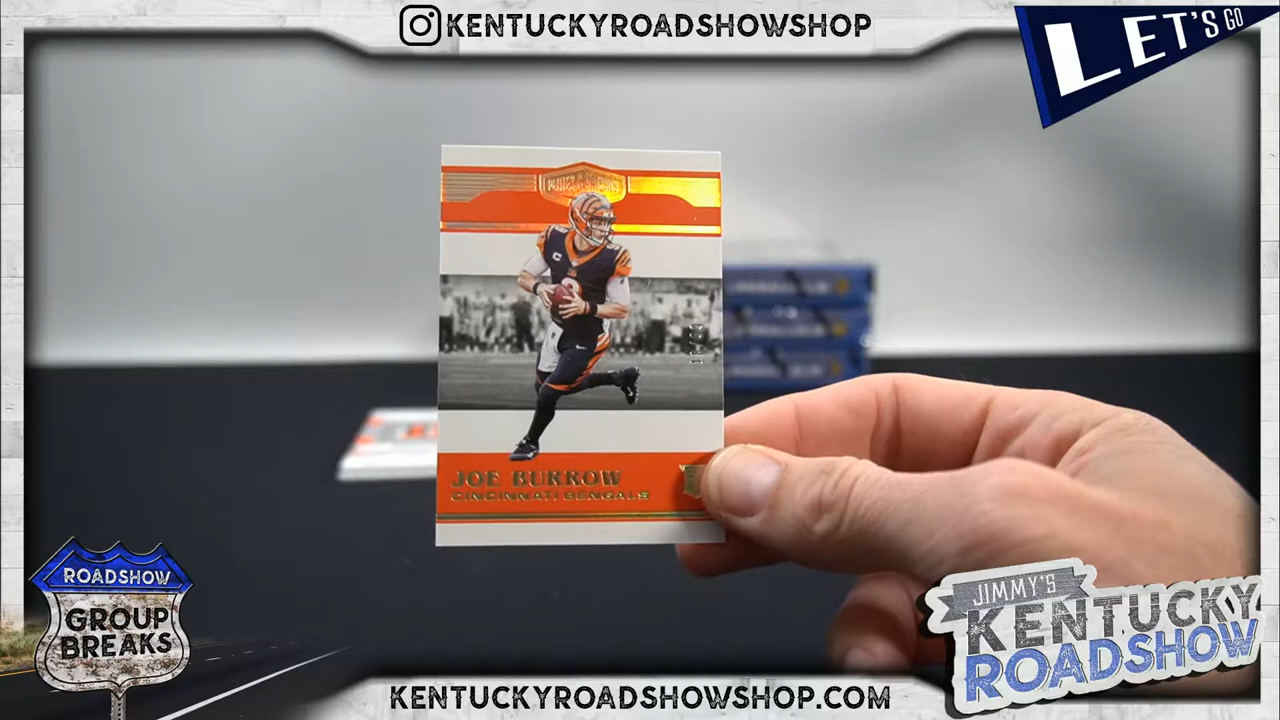 KENTUCKYROADSHOWSHOP
LET'S GO
JOE BURROW
CINCINNATI BENGALS
ROADSHOW
GROUP
BREAKS
JIMMY'S
KENTUCKY
ROADSHOW
KENTUCKYROADSHOWSHOP.COM